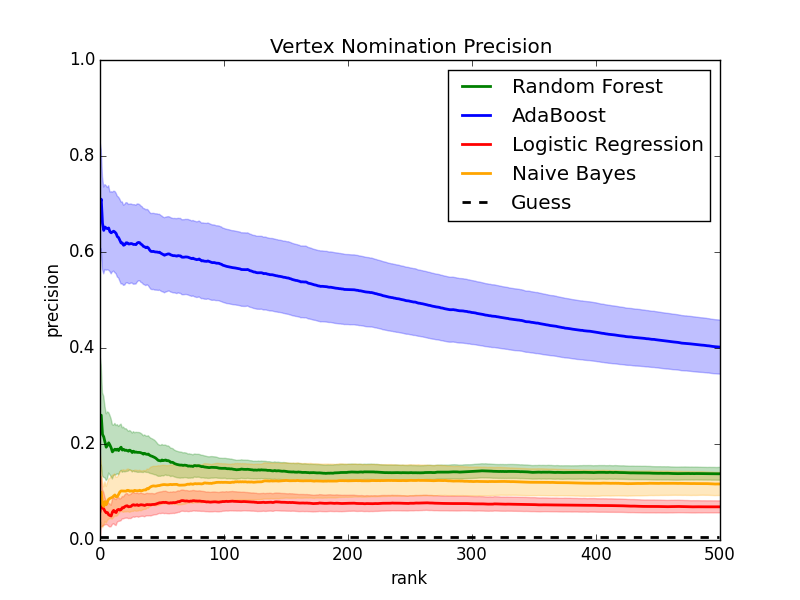 Vertex Nomination Precision
1.0
0.8
0.6
0.4
0.2
0.0
precision
Random Forest
AdaBoost
Logistic Regression
Naive Bayes
Guess
0 100 200 300 400 500
rank